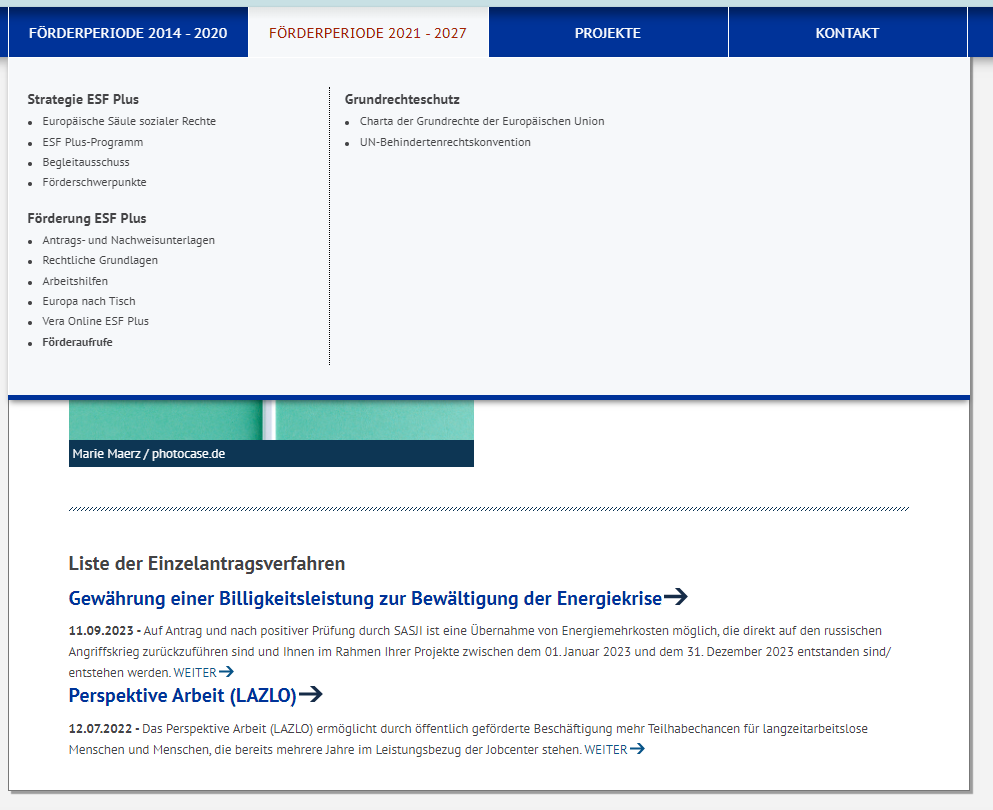 FÖRDERPERIODE 2014 - 2020
FÖRDERPERIODE 2021 - 2027
PROJEKTE
KONTAKT
Strategie ESF Plus
Europäische Säule sozialer Rechte
ESF Plus-Programm
Begleitausschuss
Förderschwerpunkte
Förderung ESF Plus
Antrags- und Nachweisunterlagen
Rechtliche Grundlagen
Arbeitshilfen
Europa nach Tisch
Vera Online ESF Plus
Förderaufrufe
Grundrechteschutz
Charta der Grundrechte der Europäischen Union
UN-Behindertenrechtskonvention
Marie Maerz / photocase.de
Liste der Einzelantragsverfahren
Gewährung einer Billigkeitsleistung zur Bewältigung der Energiekrise
11.09.2023 - Auf Antrag und nach positiver Prüfung durch SASJI ist eine Übernahme von Energiemehrkosten möglich, die direkt auf den russischen
Angriffskrieg zurückzuführen sind und Ihnen im Rahmen Ihrer Projekte zwischen dem 01. Januar 2023 und dem 31. Dezember 2023 entstanden sind/
entstehen werden. WEITER
Perspektive Arbeit (LAZLO)
12.07.2022 - Das Perspektive Arbeit (LAZLO) ermöglicht durch öffentlich geförderte Beschäftigung mehr Teilhabechancen für langzeitarbeitslose
Menschen und Menschen, die bereits mehrere Jahre im Leistungsbezug der Jobcenter stehen. WEITER